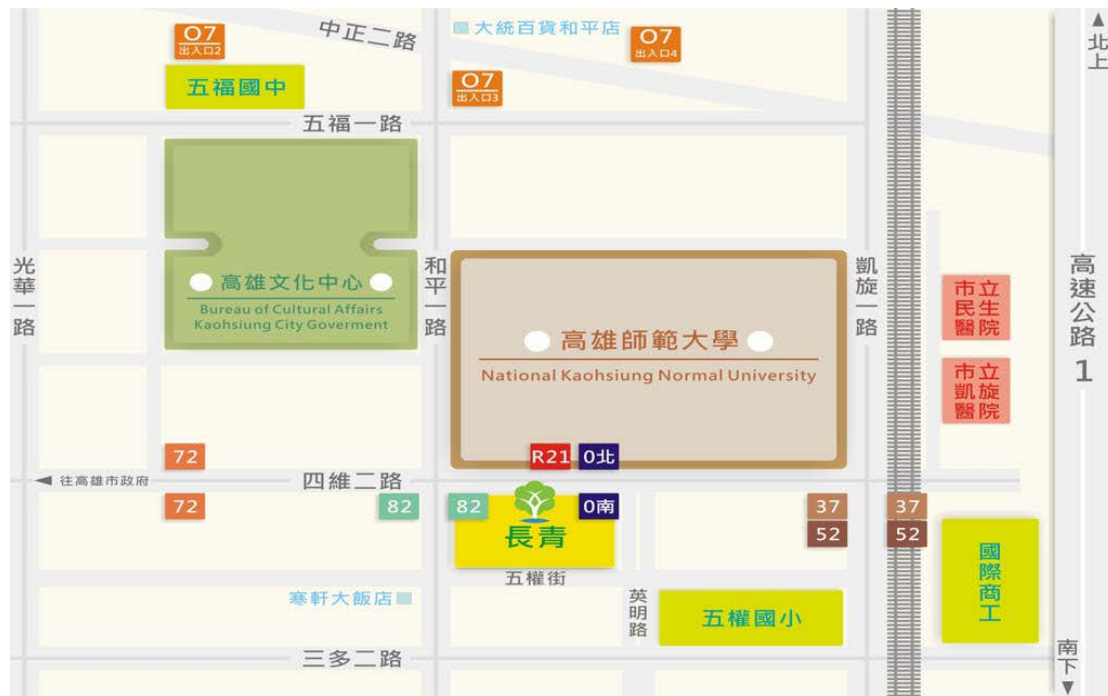 O7
出入口2
中正二路
大統百貨和平店
O7
出入口4
北上
五福國中
O7
出入口3
五福一路
光華一路
高雄文化中心
Bureau of Cultural Affairs
Kaohsiung City Goverment
和平一路
高雄師範大學
National Kaohsiung Normal University
凱旋一路
市立
民生
醫院
市立
凱旋
醫院
高速公路1
72
R21
0北
往高雄市政府
四維二路
72
82
82
0南
長青
37
52
37
52
國際商工
五權街
寒軒大飯店
英明路
五權國小
三多二路
南下